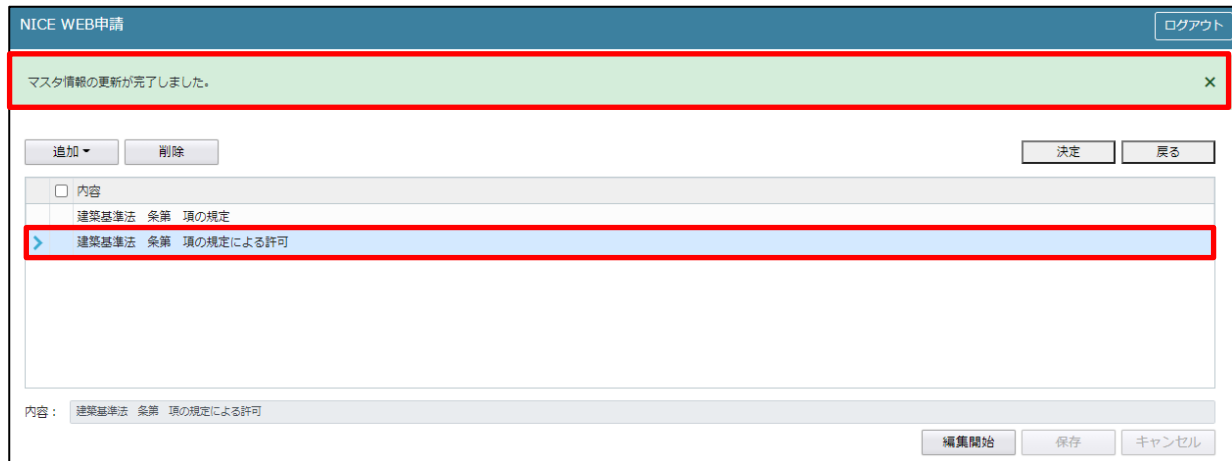 NICE WEB申請 ログアウト
マスタ情報の更新が完了しました。 ×
追加 削除 決定 戻る
内容
建築基準法　条第　項の規定
建築基準法　条第　項の規定による許可
内容： 建築基準法　条第　項の規定による許可
編集開始 保存 キャンセル